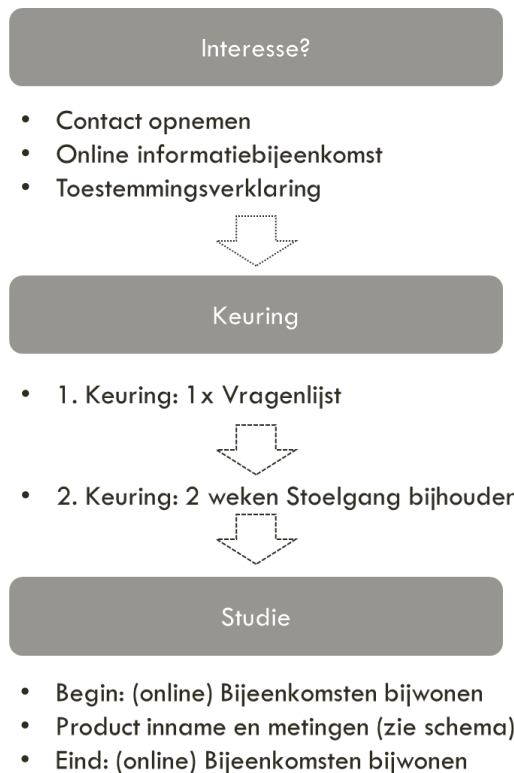 Interesse?
• Contact opnemen
• Online informatiebijeenkomst
• Toestemmingsverklaring
Keuring
• 1. Keuring: 1x Vragenlijst
• 2. Keuring: 2 weken Stoelgang bijhouden
Studie
• Begin: (online) Bijeenkomsten bijwonen
• Product inname en metingen (zie schema)
• Eind: (online) Bijeenkomsten bijwonen